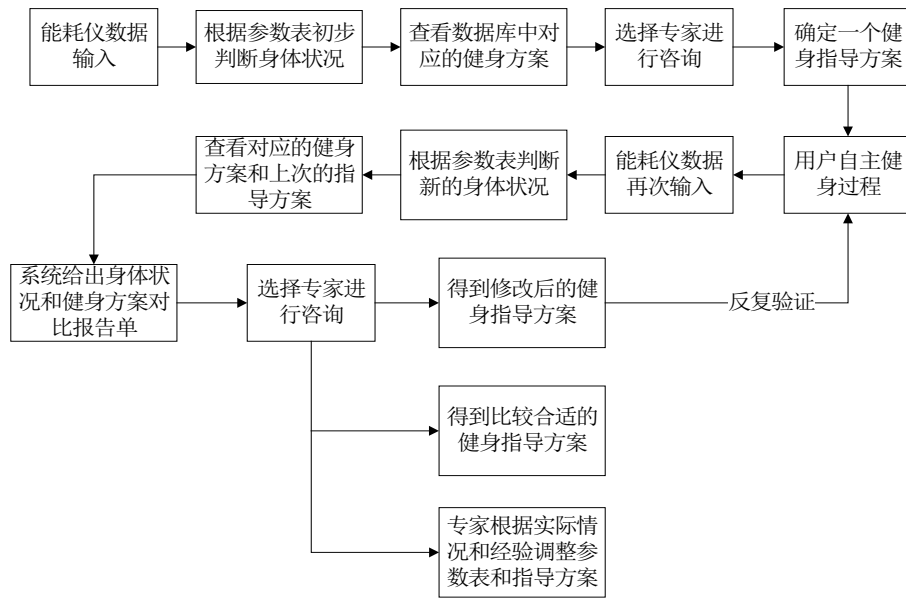 能耗仪数据
输入
根据参数表初步
判断身体状况
查看数据库中对
应的健身方案
选择专家进
行咨询
确定一个健
身指导方案
用户自主健
身过程
能耗仪数据
再次输入
根据参数表判断
新的身体状况
查看对应的健身
方案和上次的指
导方案
系统给出身体状
况和健身方案对
比报告单
选择专家进
行咨询
得到修改后的健
身指导方案
反复验证
得到比较合适的
健身指导方案
专家根据实际情
况和经验调整参
数表和指导方案